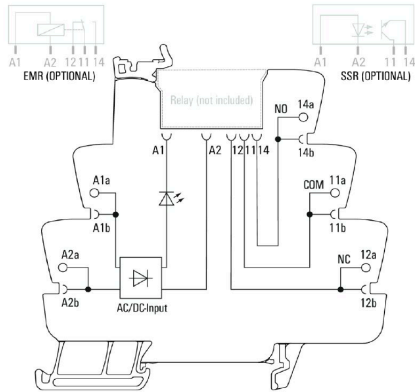 A1 A2 12 11 14
EMR (OPTIONAL)
A1 A2 11 14
SSR (OPTIONAL)
Relay (not included)
A1 A2 12 11 14
NO 14a
14b
COM 11a
11b
NC 12a
12b
A1a
A1b
A2a
A2b
AC/DC-Input